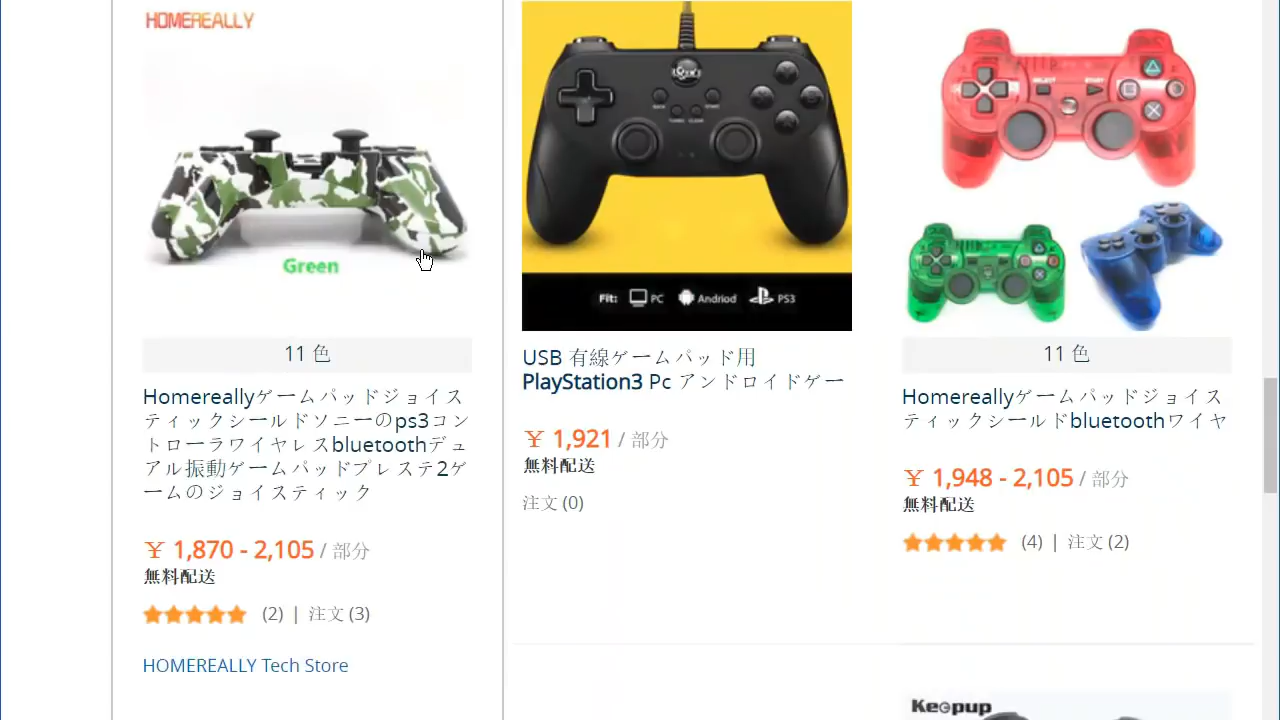 HOMEREALLY
Green
11 色
Homereallyゲームパッドジョイス
ティックシールドソニーのps3コン
トローラワイヤレスbluetoothデュ
アル振動ゲームパッドプレステ2ゲ
ームのジョイスティック
￥ 1,870 - 2,105 / 部分
無料配送
(2) | 注文 (3)
HOMEREALLY Tech Store
BACK
START
TURBO
CLEAR
Fit: PC Andriod PS3
USB 有線ゲームパッド用
PlayStation3 Pc アンドロイドゲー
￥ 1,921 / 部分
無料配送
注文 (0)
SELECT START
11 色
Homereallyゲームパッドジョイス
ティックシールドbluetoothワイヤ
￥ 1,948 - 2,105 / 部分
無料配送
(4) | 注文 (2)
Keopup